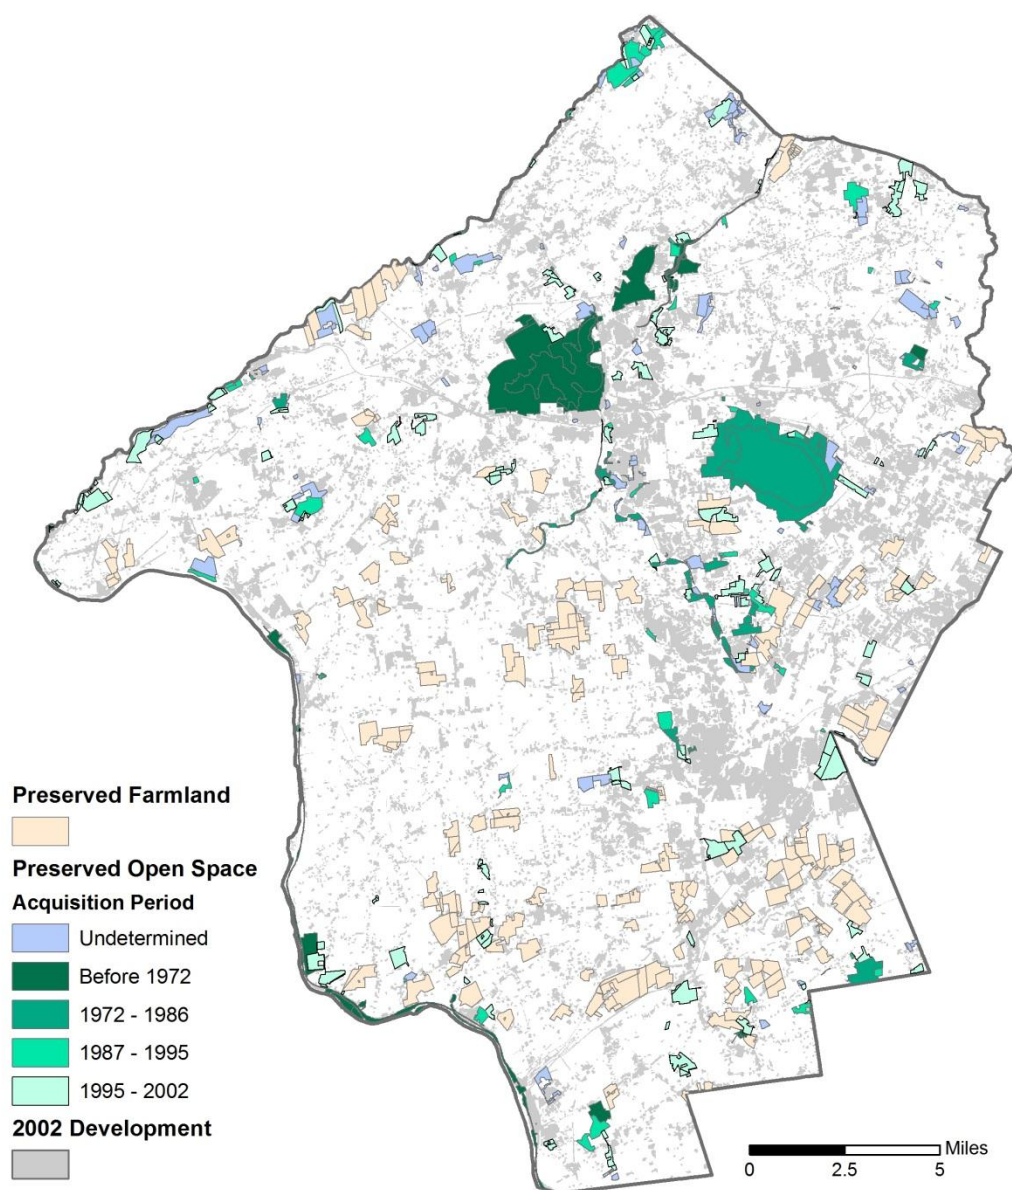 Preserved Farmland
Preserved Open Space
Acquisition Period
Undetermined
Before 1972
1972 - 1986
1987 - 1995
1995 - 2002
2002 Development
Miles
0 2.5 5